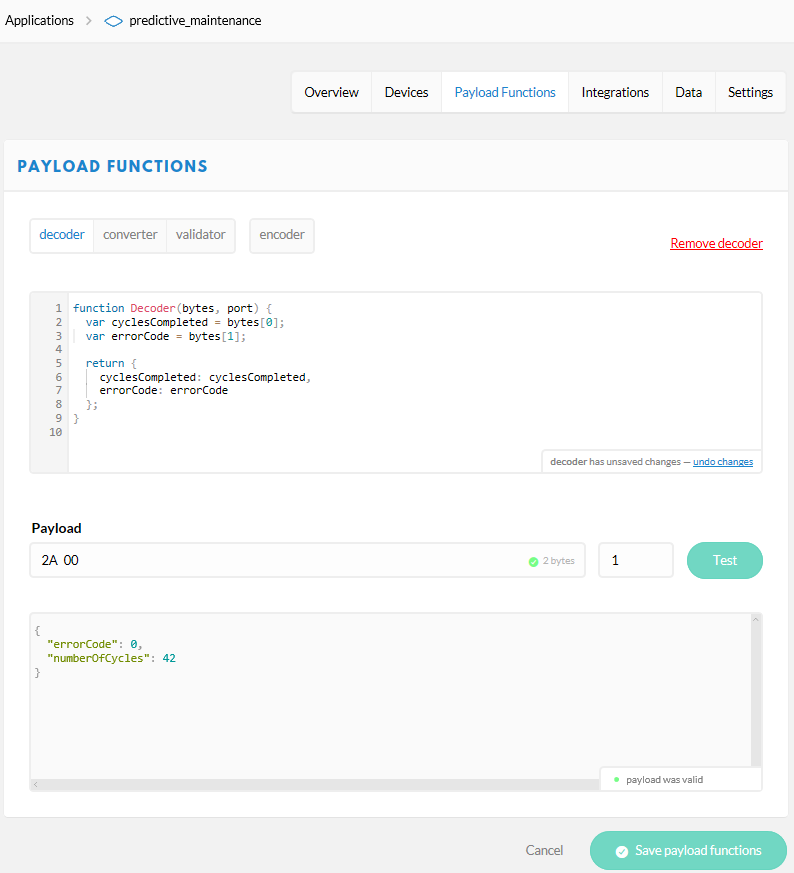 Applications > predictive_maintenance
Overview Devices Payload Functions Integrations Data Settings
PAYLOAD FUNCTIONS
decoder converter validator encoder
Remove decoder
1 function Decoder(bytes, port) {
2 var cyclesCompleted = bytes[0];
3 var errorCode = bytes[1];
4
5 return {
6 cyclesCompleted: cyclesCompleted,
7 errorCode: errorCode
8 };
9 }
10
decoder has unsaved changes — undo changes
Payload
2A 00 2 bytes 1 Test
{
"errorCode": 0,
"numberOfCycles": 42
}
payload was valid
Cancel Save payload functions